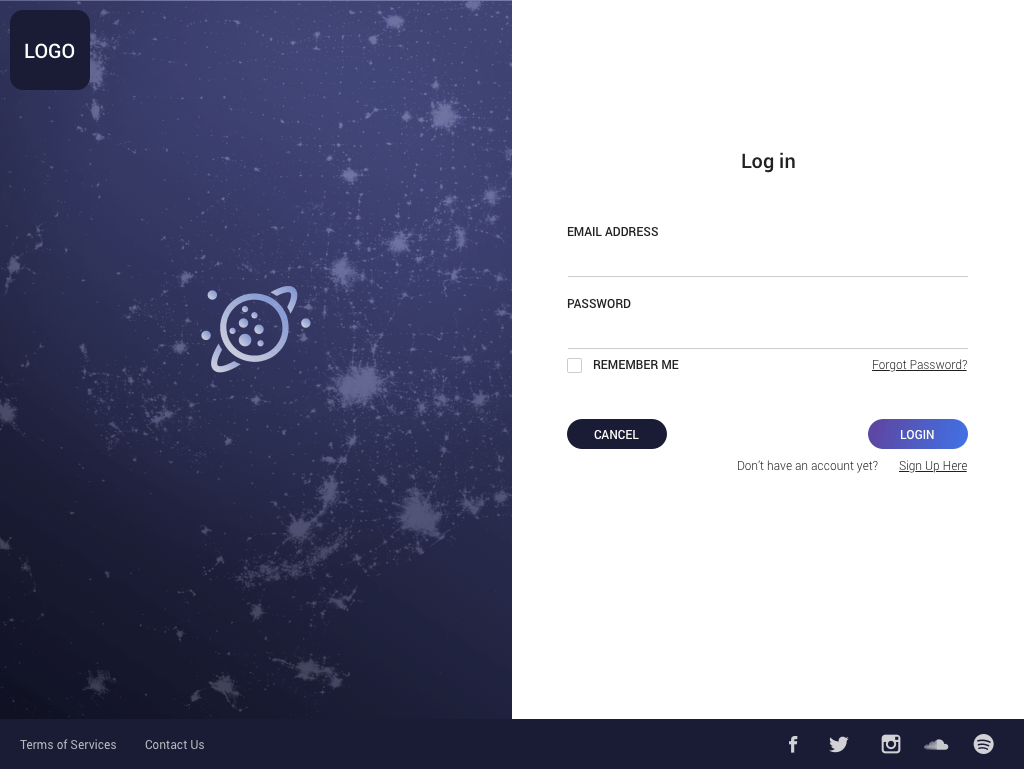 LOGO
Log in
EMAIL ADDRESS
PASSWORD
REMEMBER ME Forgot Password?
CANCEL LOGIN
Don't have an account yet? Sign Up Here
Terms of Services Contact Us